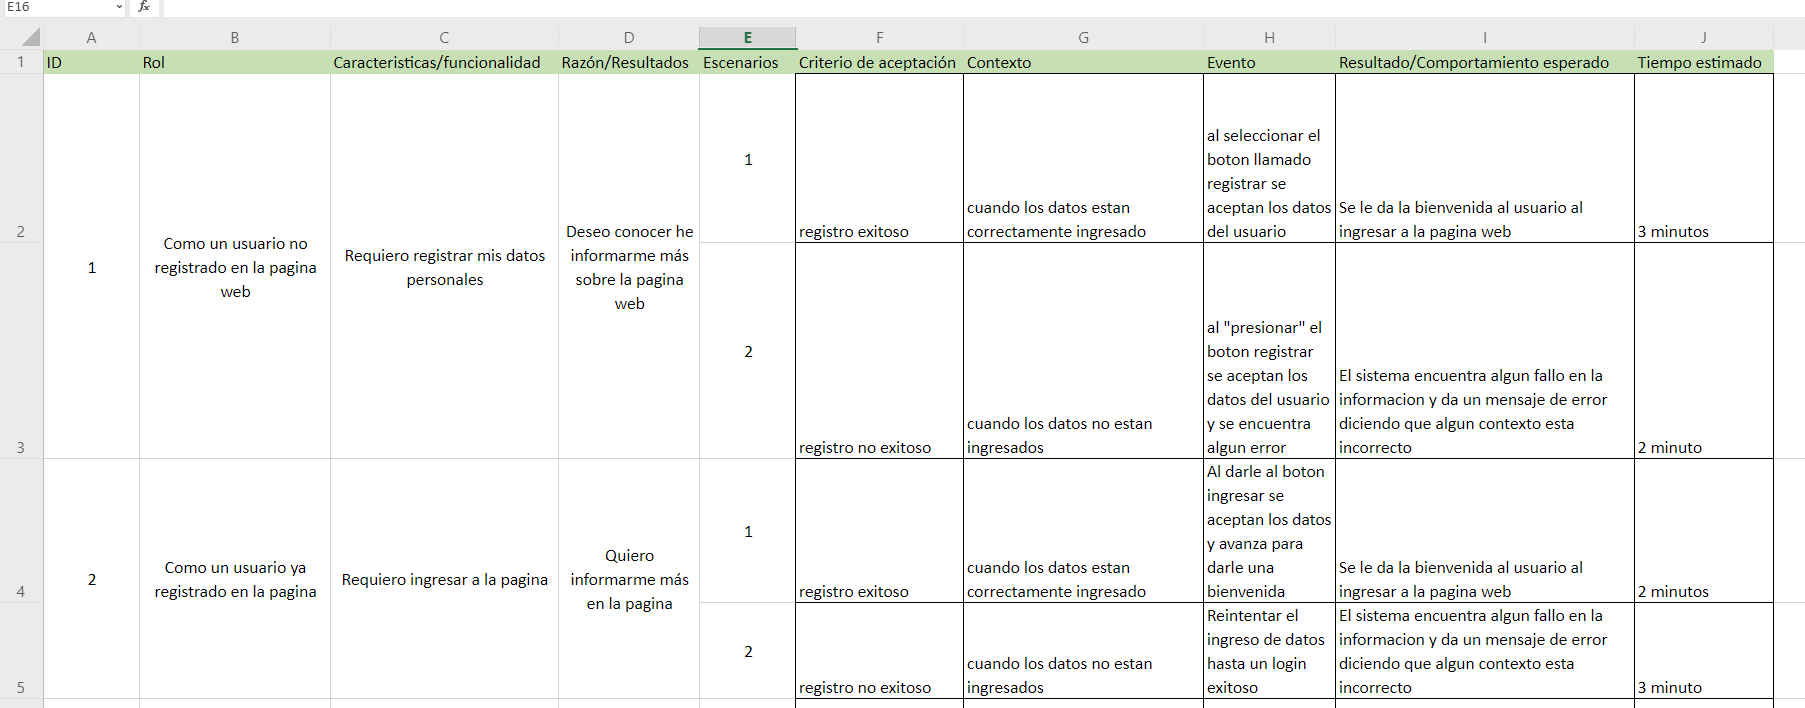 E16
fx
A B C D E F G H I J
1 ID Rol Caracteristicas/funcionalidad Razón/Resultados Escenarios Criterio de aceptación Contexto Evento Resultado/Comportamiento esperado Tiempo estimado
2
1
Como un usuario no
registrado en la pagina
web
Requiero registrar mis datos
personales
Deseo conocer he
informarme más
sobre la pagina
web
1
registro exitoso
cuando los datos estan
correctamente ingresado
al seleccionar el
boton llamado
registrar se
aceptan los datos
del usuario
Se le da la bienvenida al usuario al
ingresar a la pagina web
3 minutos
3
2
registro no exitoso
cuando los datos no estan
ingresados
al "presionar" el
boton registrar
se aceptan los
datos del usuario
y se encuentra
algun error
El sistema encuentra algun fallo en la
informacion y da un mensaje de error
diciendo que algun contexto esta
incorrecto
2 minuto
4
2
Como un usuario ya
registrado en la pagina
Requiero ingresar a la pagina
Quiero
informarme más
en la pagina
1
registro exitoso
cuando los datos estan
correctamente ingresado
Al darle al boton
ingresar se
aceptan los datos
y avanza para
darle una
bienvenida
Se le da la bienvenida al usuario al
ingresar a la pagina web
2 minutos
5
2
registro no exitoso
cuando los datos no estan
ingresados
Reintentar el
ingreso de datos
hasta un login
exitoso
El sistema encuentra algun fallo en la
informacion y da un mensaje de error
diciendo que algun contexto esta
incorrecto
3 minuto